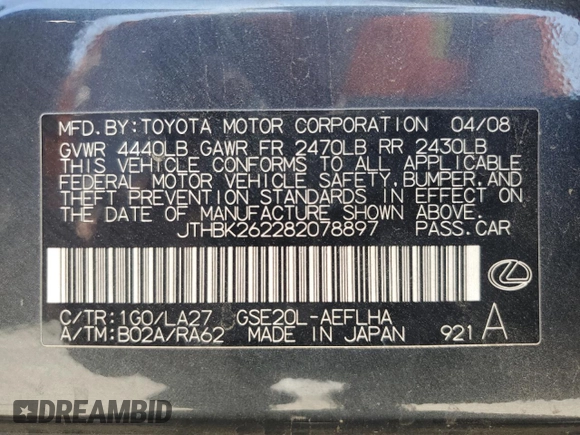 MFD.BY:TOYOTA MOTOR CORPORATION 04/08
GVWR 4440LB GAWR FR 2470LB RR 2430LB
THIS VEHICLE CONFORMS TO ALL APPLICABLE
FEDERAL MOTOR VEHICLE SAFETY,BUMPER,AND
THEFT PREVENTION STANDARDS IN EFFECT ON
THE DATE OF MANUFACTURE SHOWN ABOVE.
JTHBK262282078897 PASS.CAR
C/TR:1G0/LA27 GSE20L-AEFLHA
A/TM:B02A/RA62 MADE IN JAPAN 921 A
DREAMBID